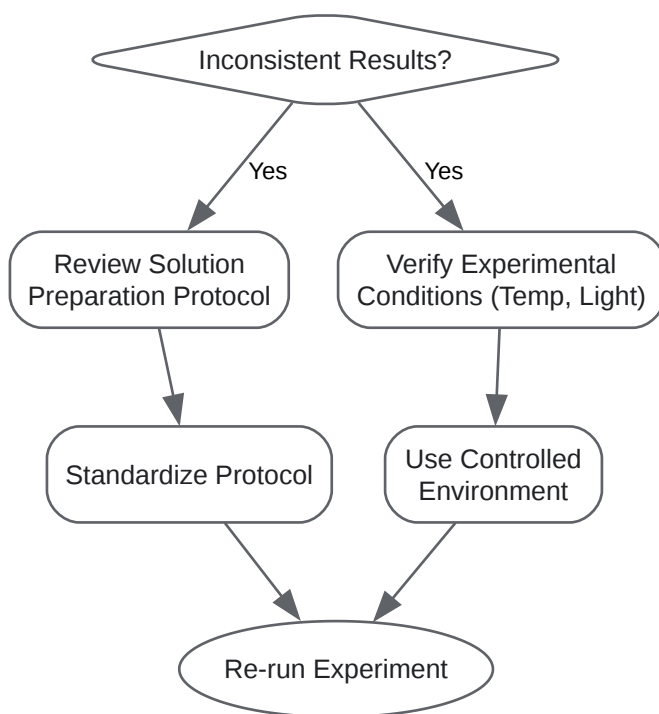 Inconsistent Results?
Yes
Yes
Review Solution
Preparation Protocol
Verify Experimental
Conditions (Temp, Light)
Standardize Protocol
Use Controlled
Environment
Re-run Experiment